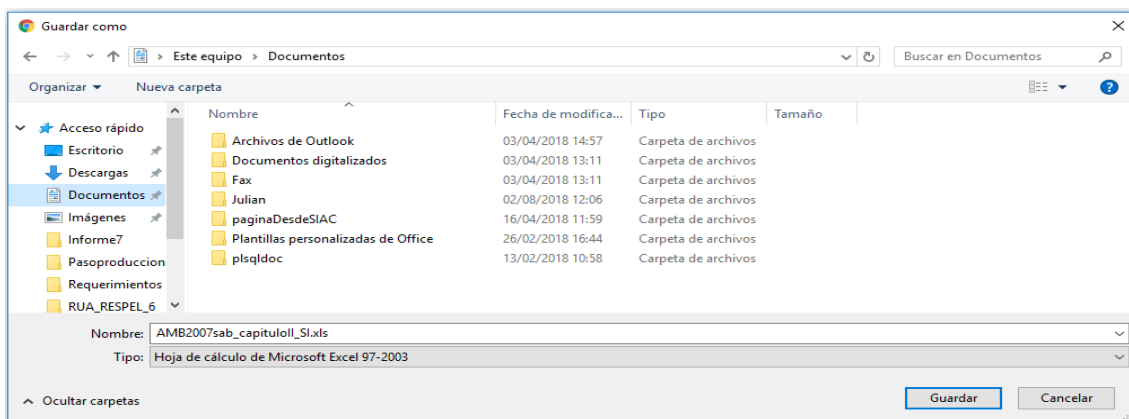 Guardar como
Este equipo > Documentos
Buscar en Documentos
Organizar
Nueva carpeta
Nombre
Fecha de modifica...
Tipo
Tamaño
Acceso rápido
Escritorio
Descargas
Documentos
Imágenes
Informe7
Pasoproduccion
Requerimientos
RUA_RESPEL_6
Archivos de Outlook 03/04/2018 14:57 Carpeta de archivos
Documentos digitalizados 03/04/2018 13:11 Carpeta de archivos
Fax 03/04/2018 13:11 Carpeta de archivos
Julian 02/08/2018 12:06 Carpeta de archivos
paginaDesdeSIAC 16/04/2018 11:59 Carpeta de archivos
Plantillas personalizadas de Office 26/02/2018 16:44 Carpeta de archivos
plsqldoc 13/02/2018 10:58 Carpeta de archivos
Nombre: AMB2007sab_capituloII_SI.xls
Tipo: Hoja de cálculo de Microsoft Excel 97-2003
Ocultar carpetas
Guardar
Cancelar